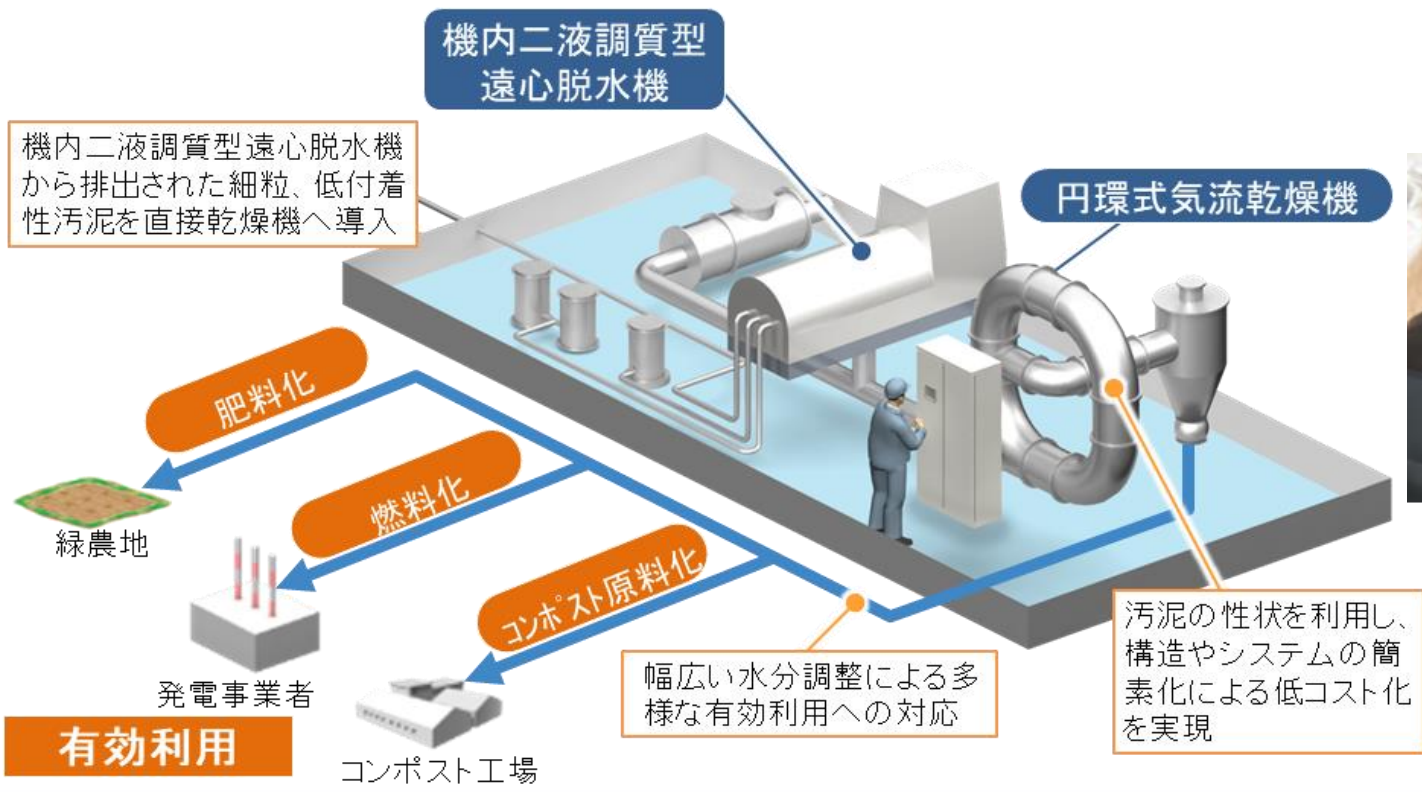 機内二液調質型
遠心脱水機
機内二液調質型遠心脱水機
から排出された細粒、低付着
性汚泥を直接乾燥機へ導入
円環式気流乾燥機
肥料化
緑農地
燃料化
発電事業者
コンポスト原料化
コンポスト工場
有効利用
幅広い水分調整による多
様な有効利用への対応
汚泥の性状を利用し、
構造やシステムの簡
素化による低コスト化
を実現